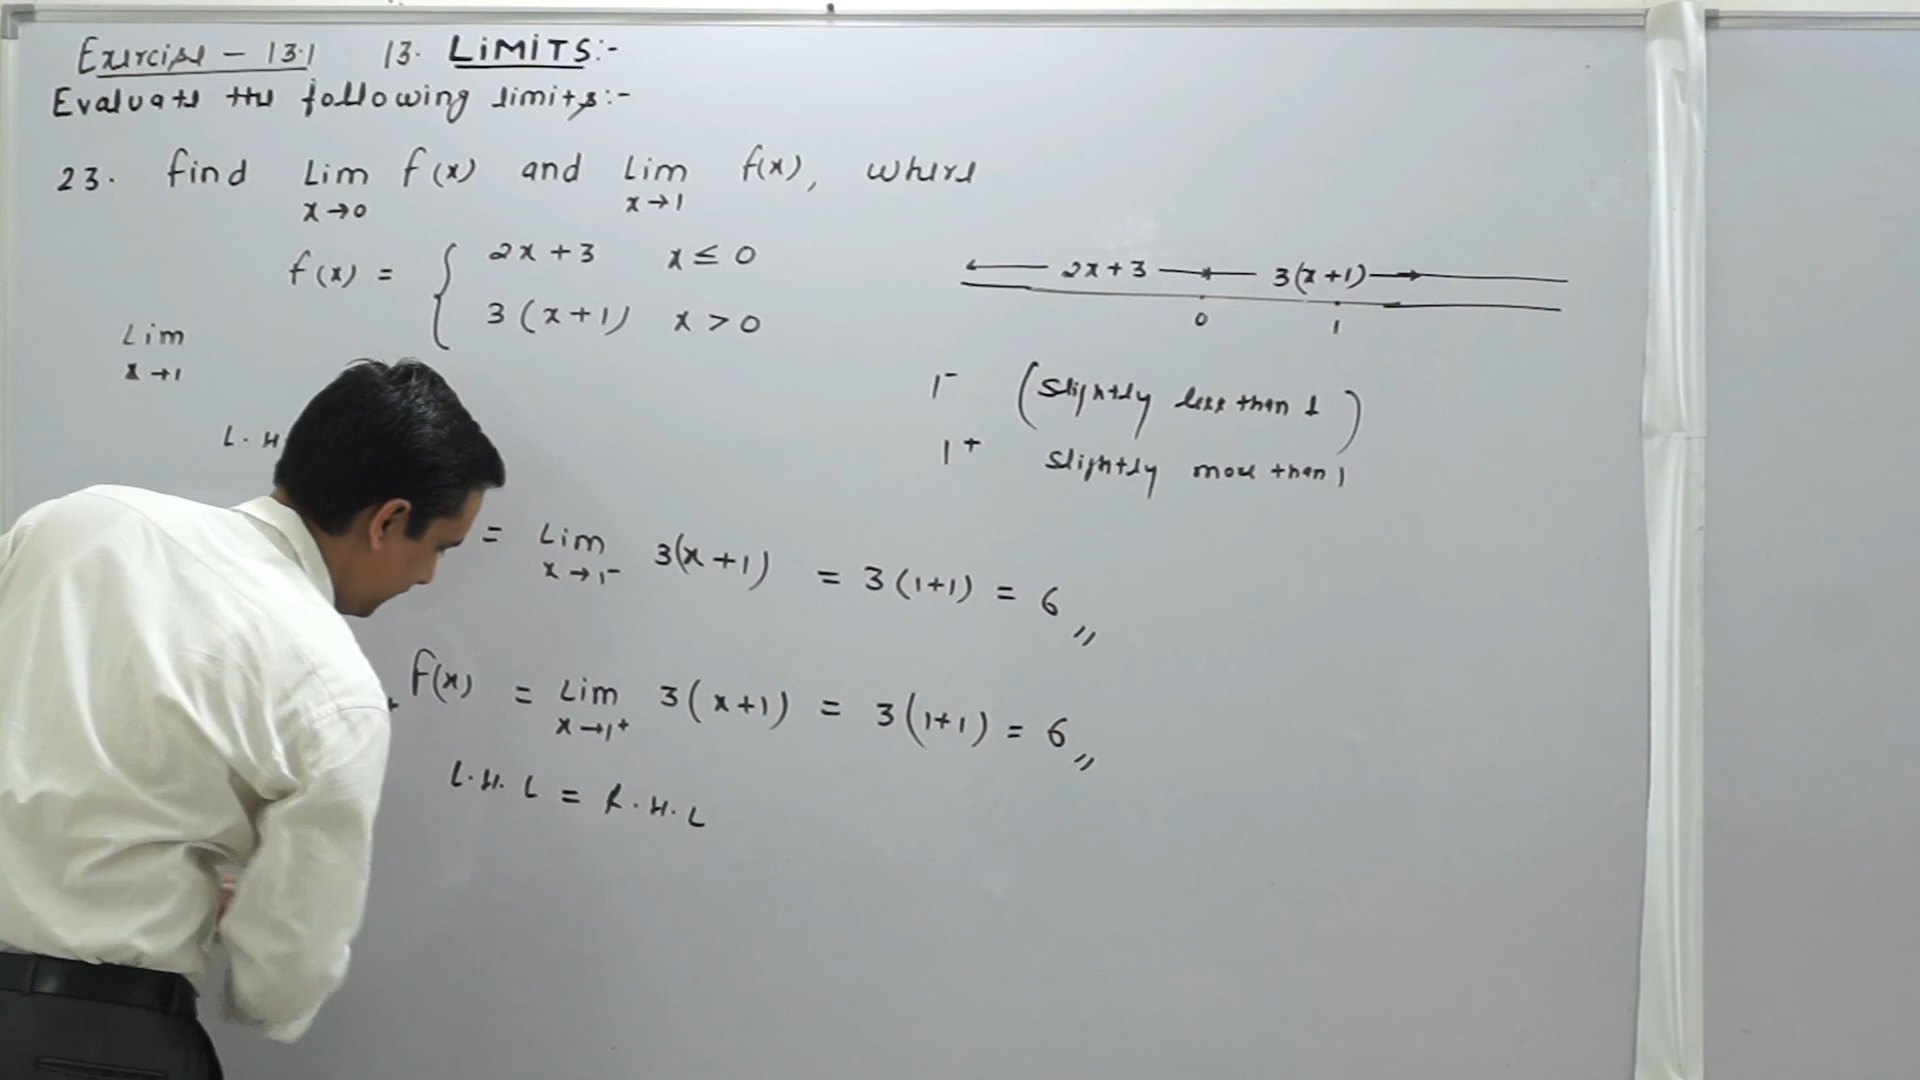 Exercise - 13.1 13. LiMiTS:-
Evaluate the following limits:-
23. find Lim x→0 f(x) and Lim x→1 f(x), where
f(x) = { 2x+3 x ≤ 0
3(x+1) x > 0
2x+3 3(x+1)
0 1
Lim x→1
1⁻ (slightly less than 1)
1⁺ slightly more than 1
L.H
= Lim x→1⁻ 3(x+1) = 3(1+1) = 6,,
f(x) = Lim x→1⁺ 3(x+1) = 3(1+1) = 6,,
L.H.L = R.H.L